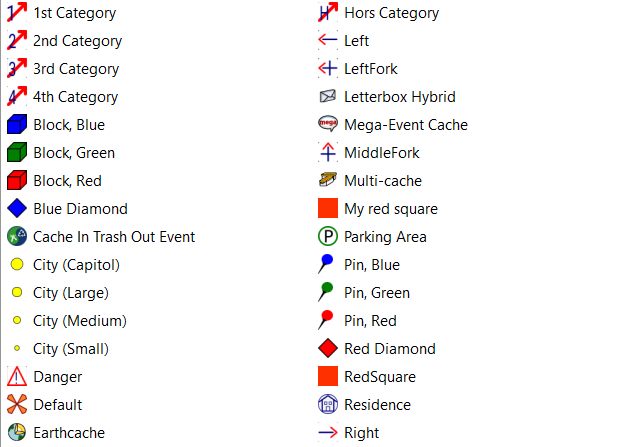 1st Category
2nd Category
3rd Category
4th Category
Block, Blue
Block, Green
Block, Red
Blue Diamond
Cache In Trash Out Event
City (Capitol)
City (Large)
City (Medium)
City (Small)
Danger
Default
Earthcache
Hors Category
Left
LeftFork
Letterbox Hybrid
mega
Mega-Event Cache
MiddleFork
Multi-cache
My red square
P
Parking Area
Pin, Blue
Pin, Green
Pin, Red
Red Diamond
RedSquare
Residence
Right